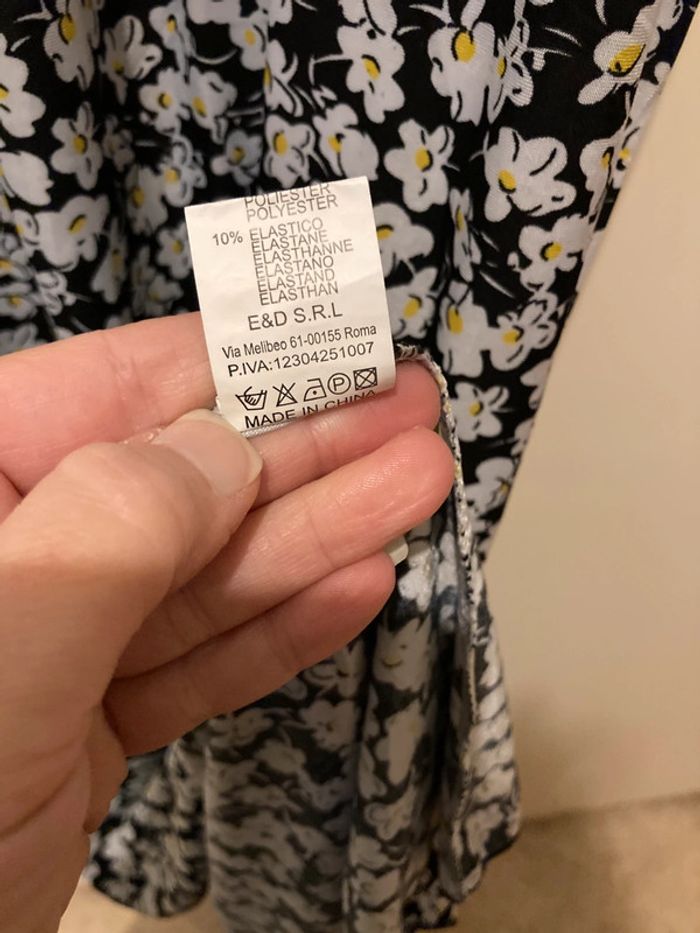 POLIESTER
POLYESTER
10% ELASTICO
ELASTANE
ELASTHANNE
ELASTANO
ELASTAND
ELASTHAN
E&D S.R.L
Via Melibeo 61-00155 Roma
P.IVA:12304251007
P
MADE IN CHINA